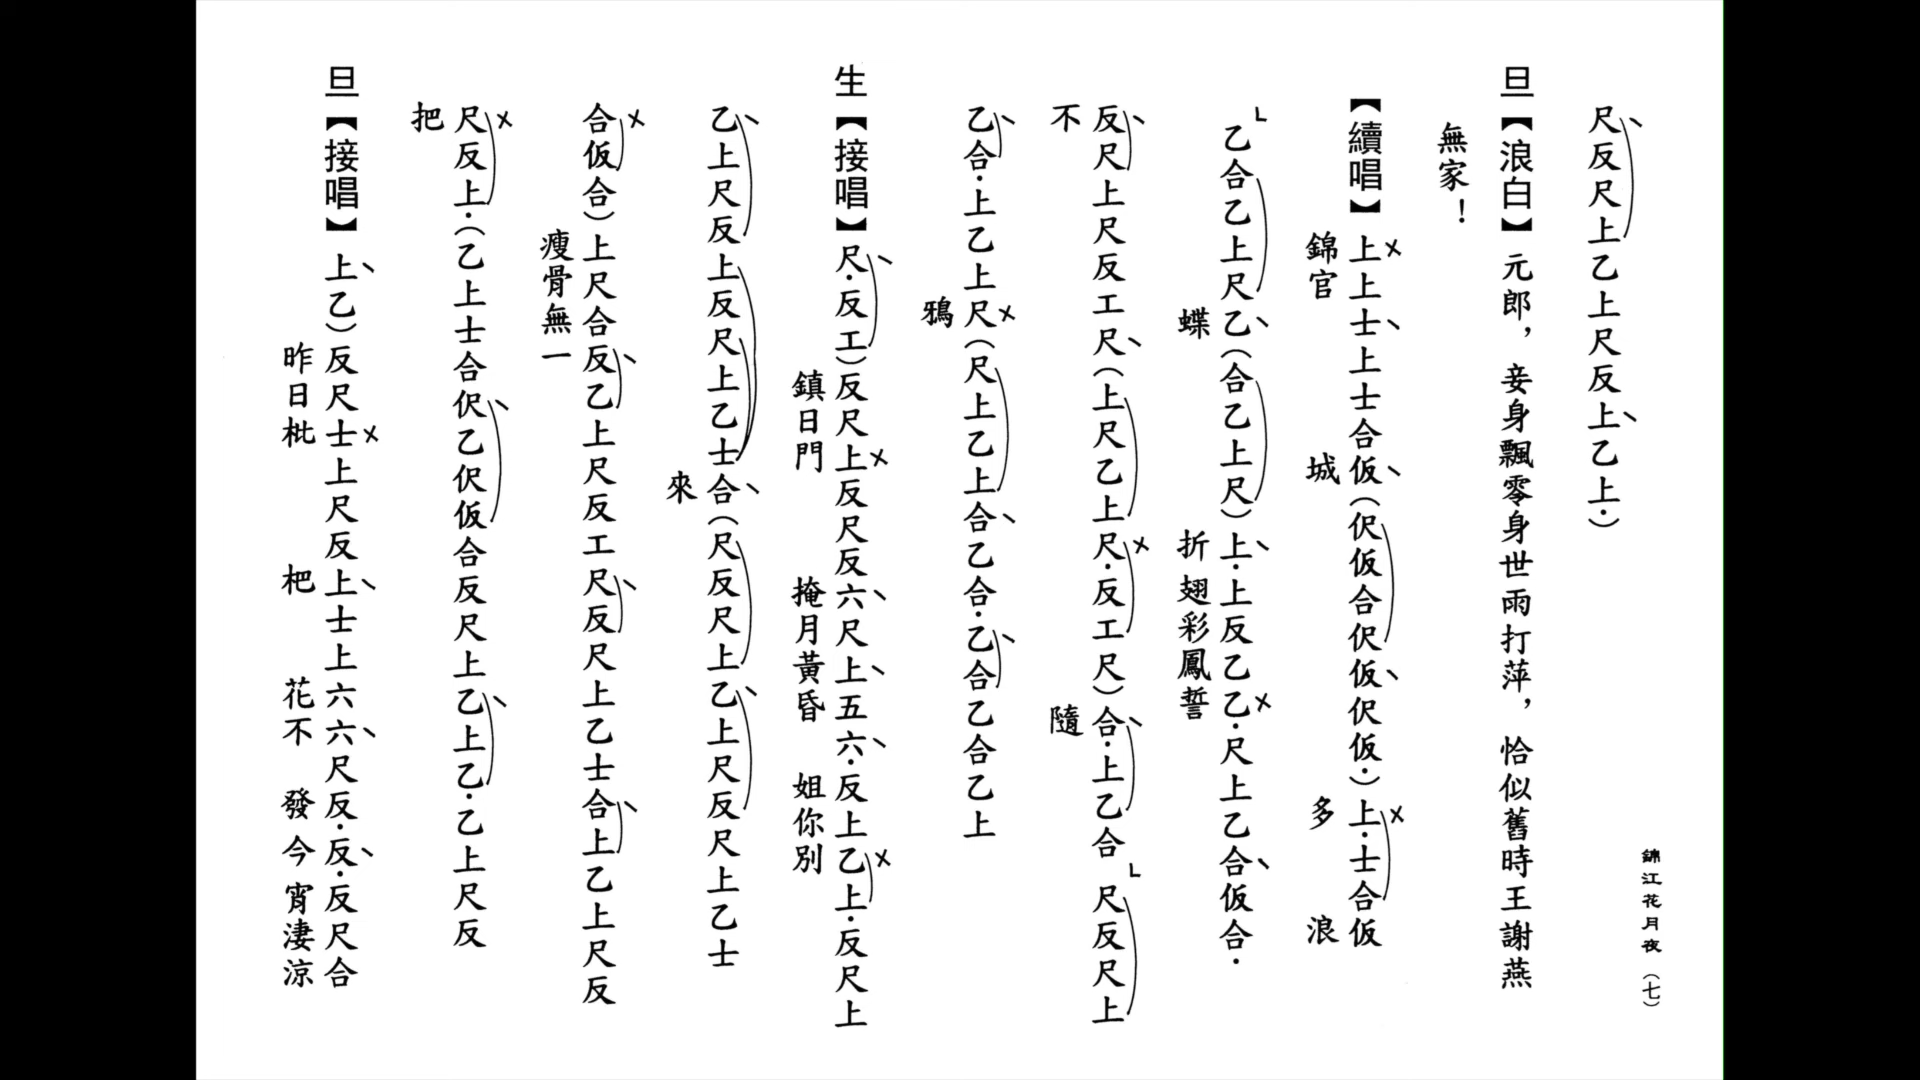 錦江花月夜（七）
尺反尺上乙上尺反上乙上·）
旦【浪白】元郎，妾身飄零身世雨打萍，恰似舊時王謝燕
無家！
【續唱】上上士上士合仮（伬仮合伬仮伬仮·）上·士合仮
錦官城多浪
乙合乙上尺乙（合乙上尺）上·上反乙乙·尺上乙合仮合·
蝶折翅彩鳳誓
反尺上尺反工尺（上尺乙上尺·反工尺）合·上乙合尺反尺上
不隨
乙合·上乙上尺（尺上乙上合乙合·乙合乙合乙上
鴉
生【接唱】尺·反工）反尺上反尺反六尺上五六·反上乙上·反尺上
鎮日門掩月黃昏姐你別
乙上尺反上反尺上乙士合（尺反尺上乙上尺反尺上乙士
來
合仮合）上尺合反乙上尺反工尺反尺上乙士合上乙上尺反
瘦骨無一
尺反上·（乙上士合伬乙伬仮合反尺上乙上乙·乙上尺反
把
旦【接唱】上乙）反尺士上尺反上士上六六尺反·反·反尺合
昨日枇杷花不發今宵淒涼